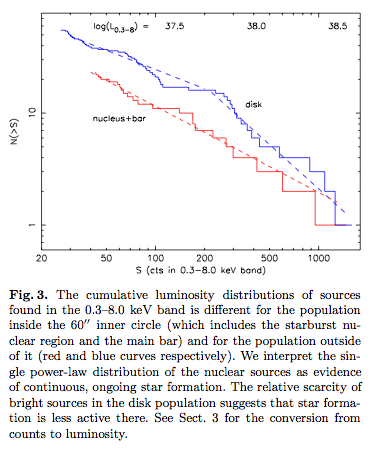 log(L0.3−8) = 37.5 38.0 38.5
N(>S)
10
1
disk
nucleus+bar
20 50 100 200 500 1000
S (cts in 0.3−8.0 keV band)
Fig. 3. The cumulative luminosity distributions of sources
found in the 0.3–8.0 keV band is different for the population
inside the 60″ inner circle (which includes the starburst nu-
clear region and the main bar) and for the population outside
of it (red and blue curves respectively). We interpret the sin-
gle power-law distribution of the nuclear sources as evidence
of continuous, ongoing star formation. The relative scarcity of
bright sources in the disk population suggests that star forma-
tion is less active there. See Sect. 3 for the conversion from
counts to luminosity.